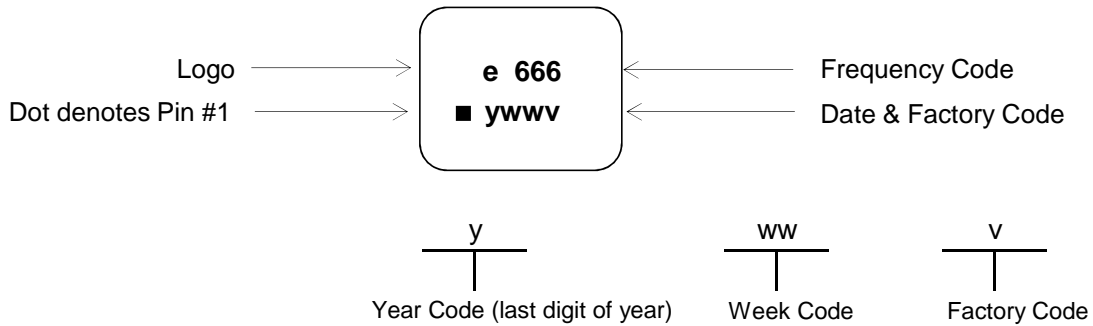 Logo e 666 Frequency Code
Dot denotes Pin #1 ywwv Date & Factory Code
y ww v
Year Code (last digit of year) Week Code Factory Code